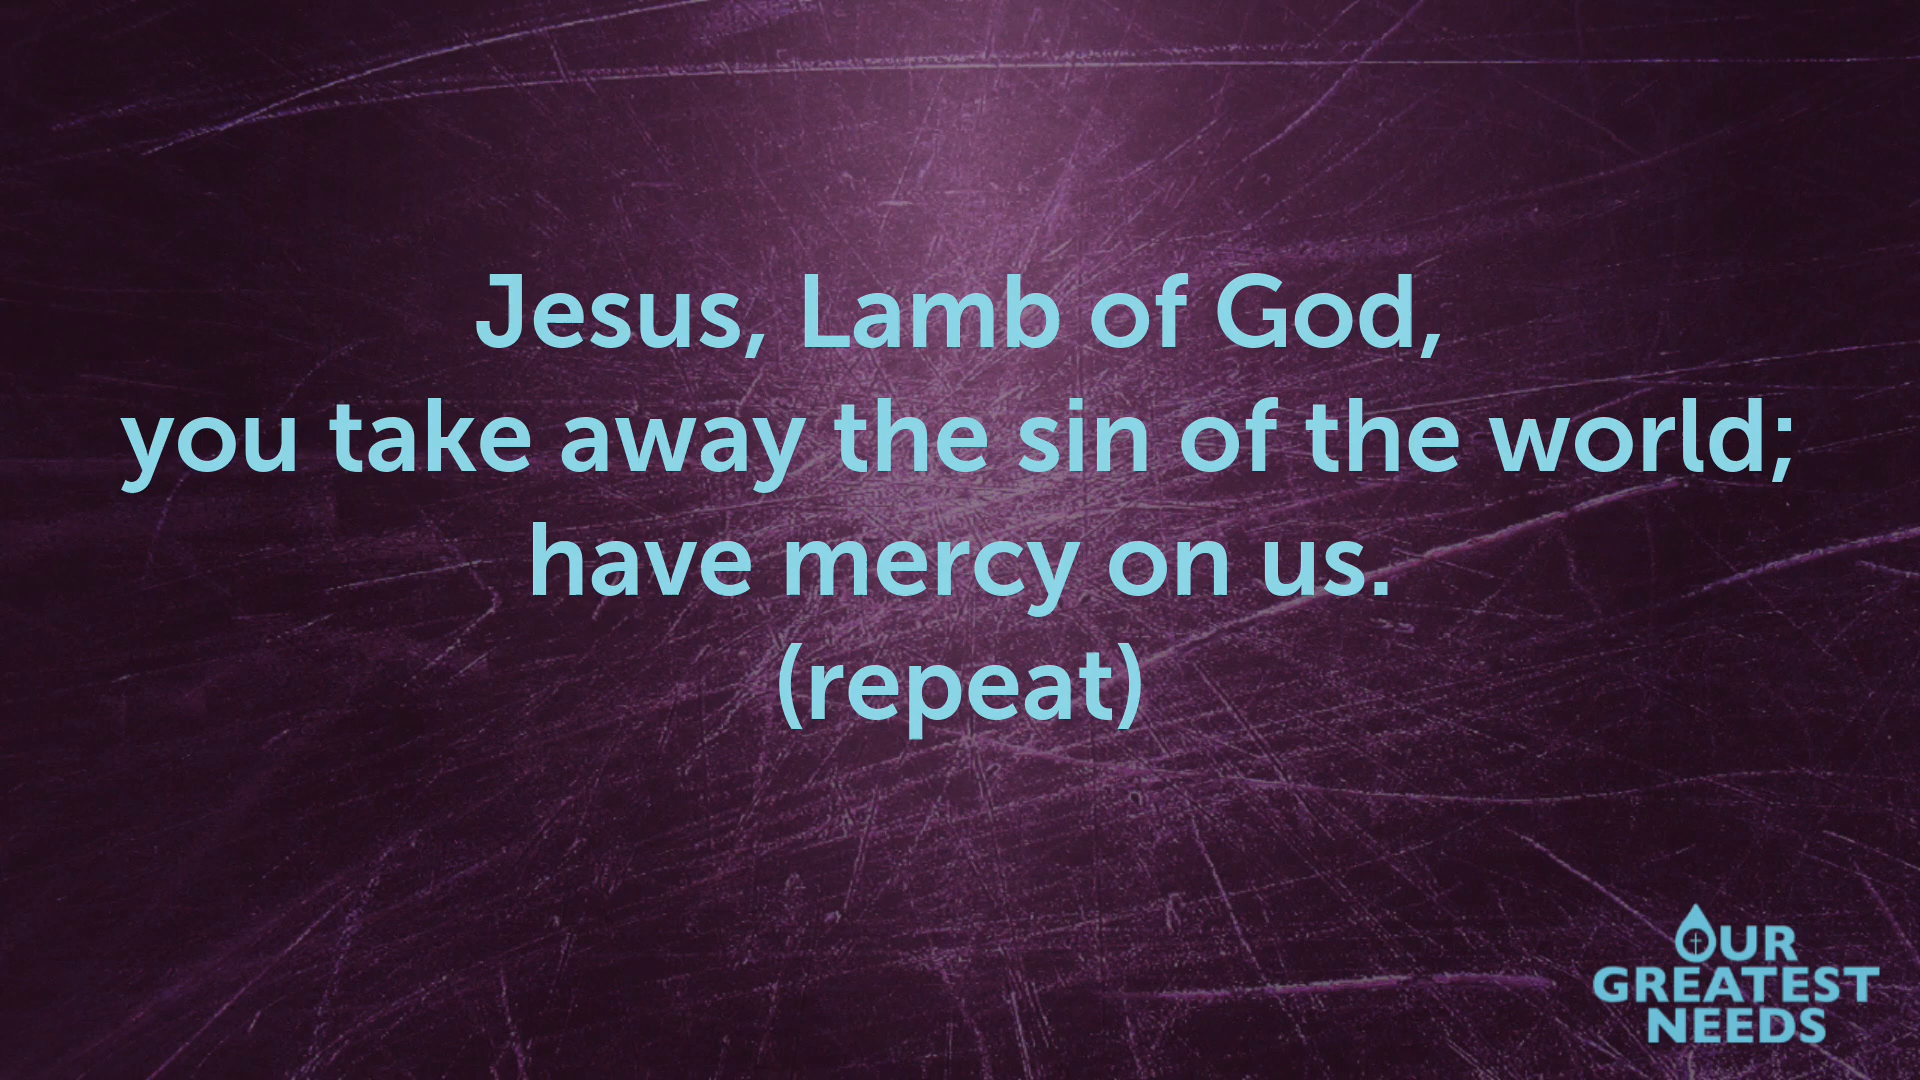 Jesus, Lamb of God,
you take away the sin of the world;
have mercy on us.
(repeat)
OUR
GREATEST
NEEDS